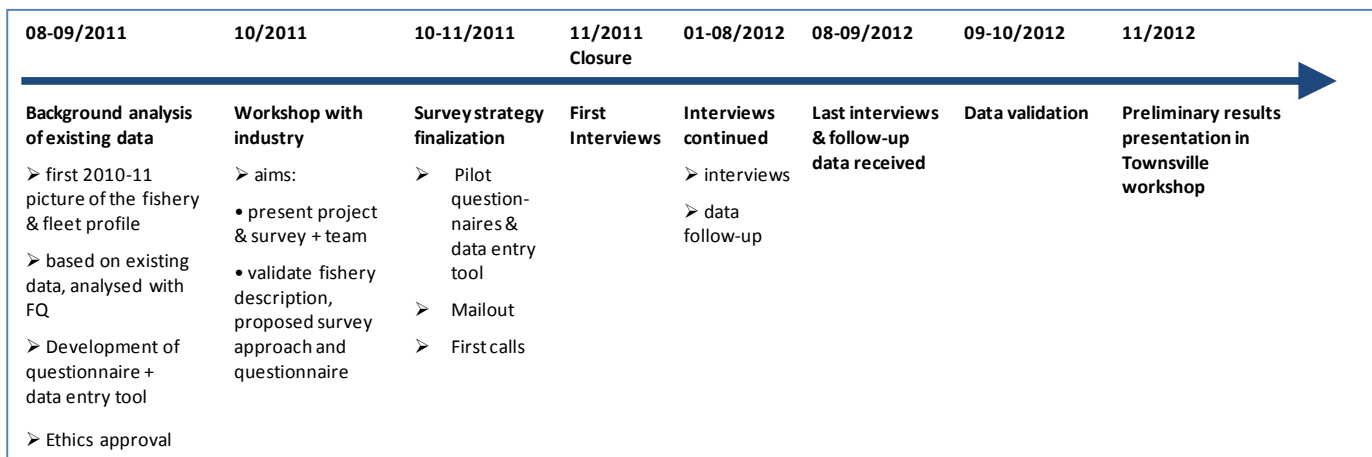 08-09/2011
10/2011
10-11/2011
11/2011
Closure
01-08/2012
08-09/2012
09-10/2012
11/2012
Background analysis
of existing data
➢ first 2010-11
picture of the fishery
& fleet profile
➢ based on existing
data, analysed with
FQ
➢ Development of
questionnaire +
data entry tool
➢ Ethics approval
Workshop with
industry
➢ aims:
• present project
& survey + team
• validate fishery
description,
proposed survey
approach and
questionnaire
Survey strategy
finalization
➢ Pilot
question-
naires &
data entry
tool
➢ Mailout
➢ First calls
First
Interviews
Interviews
continued
➢ interviews
➢ data
follow-up
Last interviews
& follow-up
data received
Data validation
Preliminary results
presentation in
Townsville
workshop